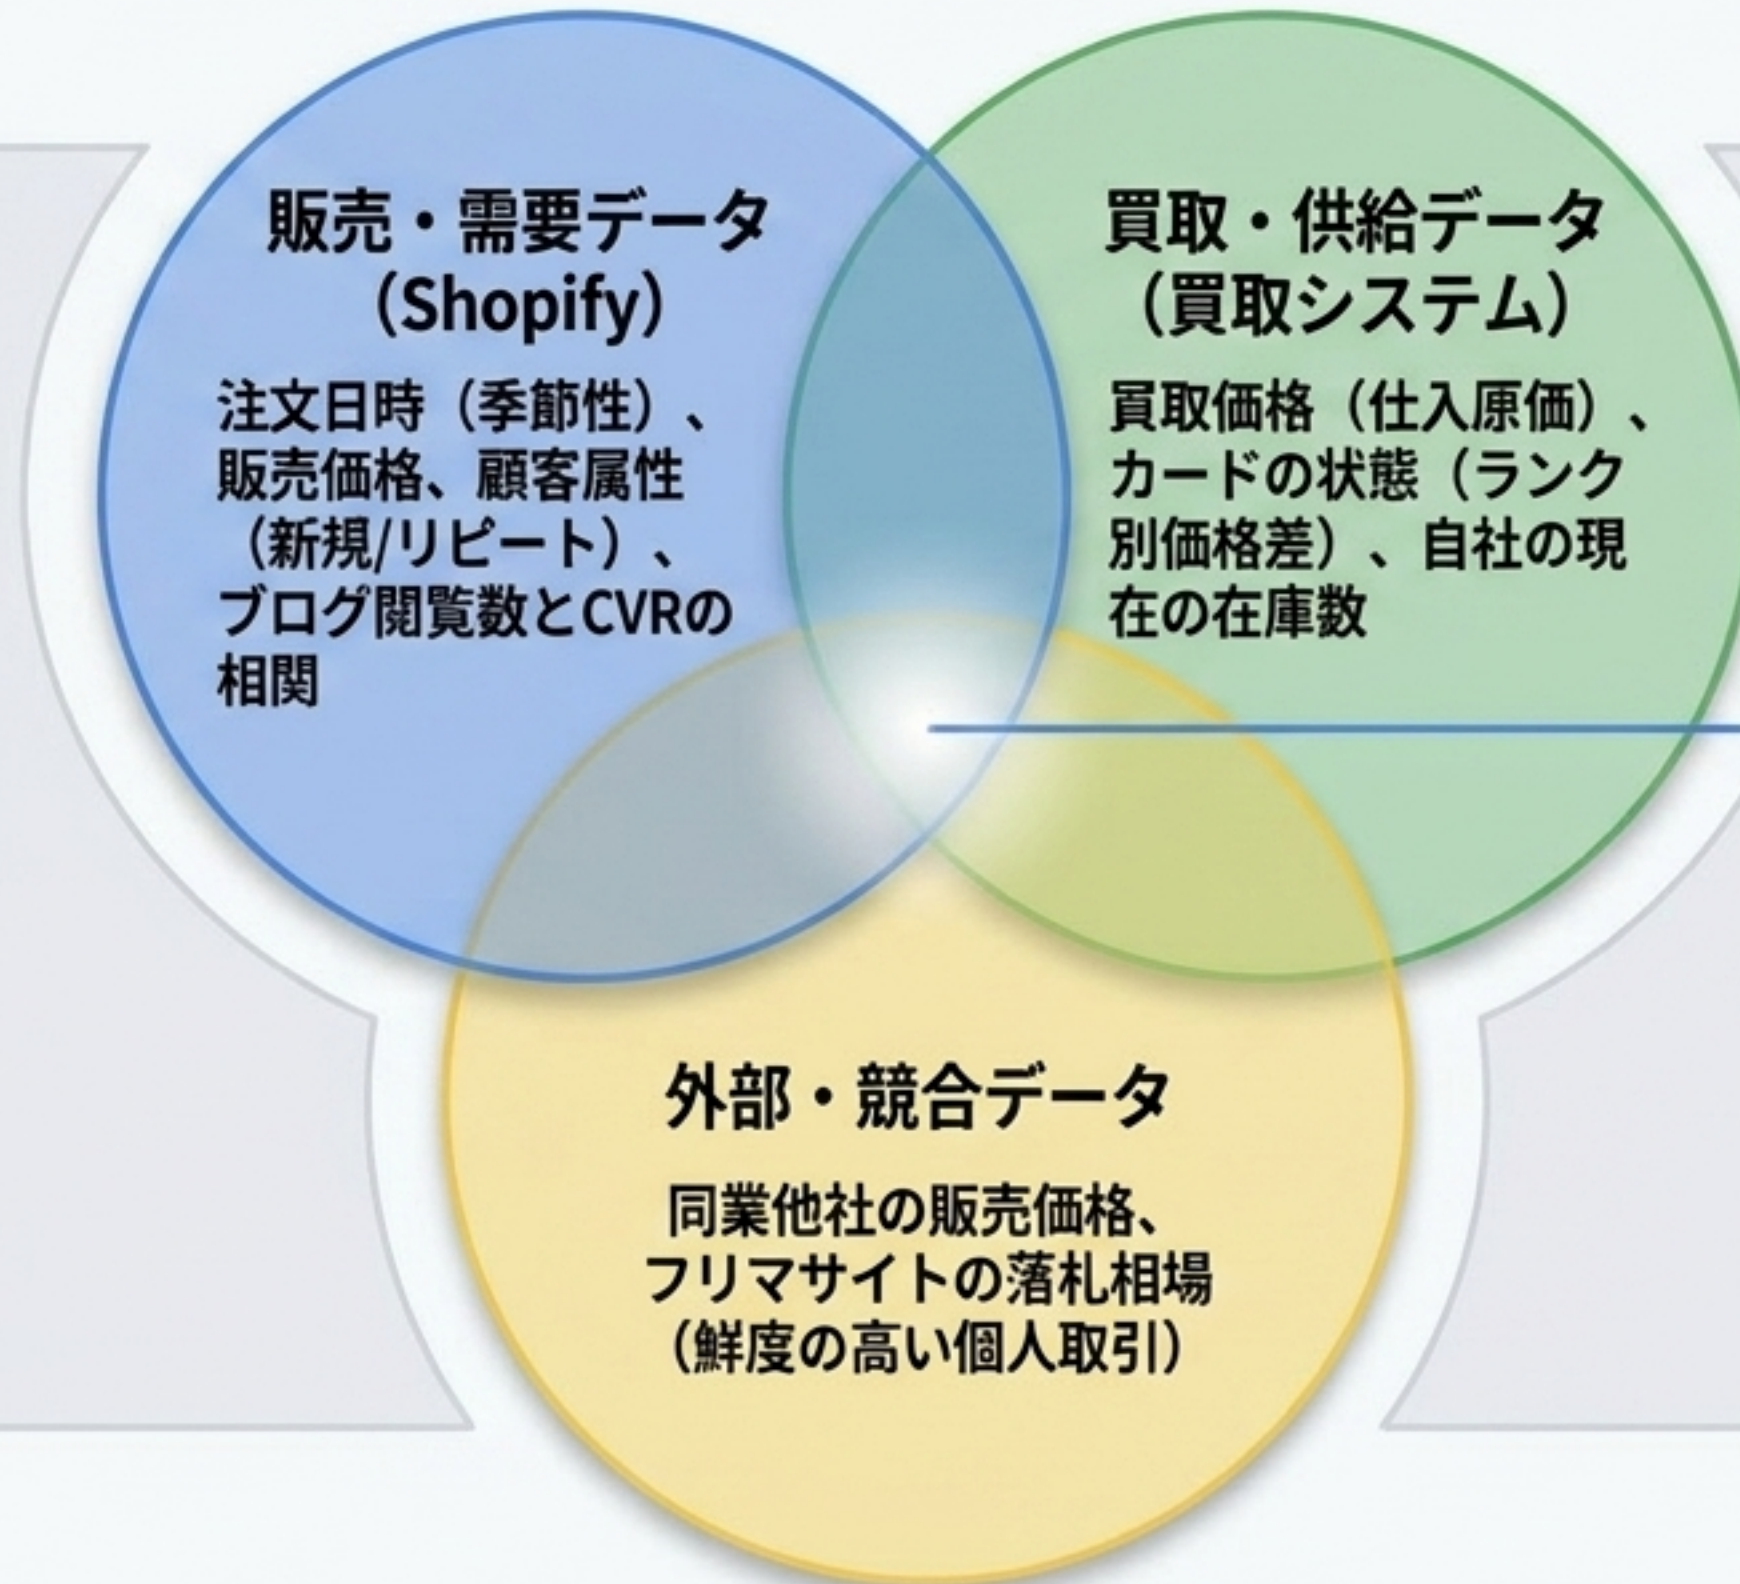 販売・需要データ
（Shopify）
注文日時（季節性）、
販売価格、顧客属性
（新規/リピート）、
ブログ閲覧数とCVRの
相関
買取・供給データ
（買取システム）
買取価格（仕入原価）、
カードの状態（ランク
別価格差）、自社の現
在の在庫数
外部・競合データ
同業他社の販売価格、
フリマサイトの落札相場
（鮮度の高い個人取引）